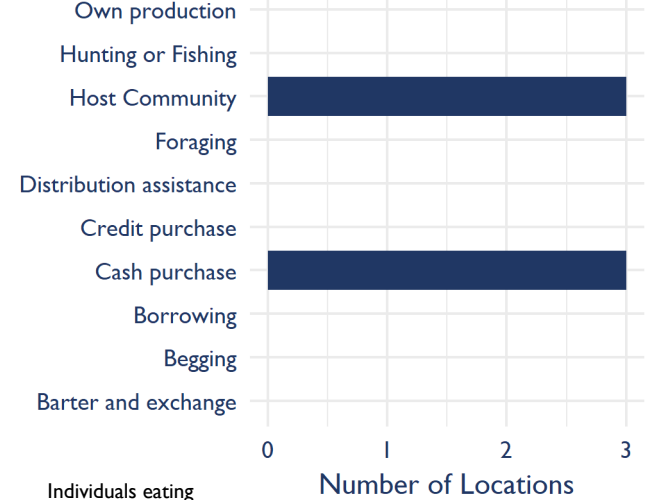 Own production
Hunting or Fishing
Host Community
Foraging
Distribution assistance
Credit purchase
Cash purchase
Borrowing
Begging
Barter and exchange
0 1 2 3
Number of Locations
Individuals eating